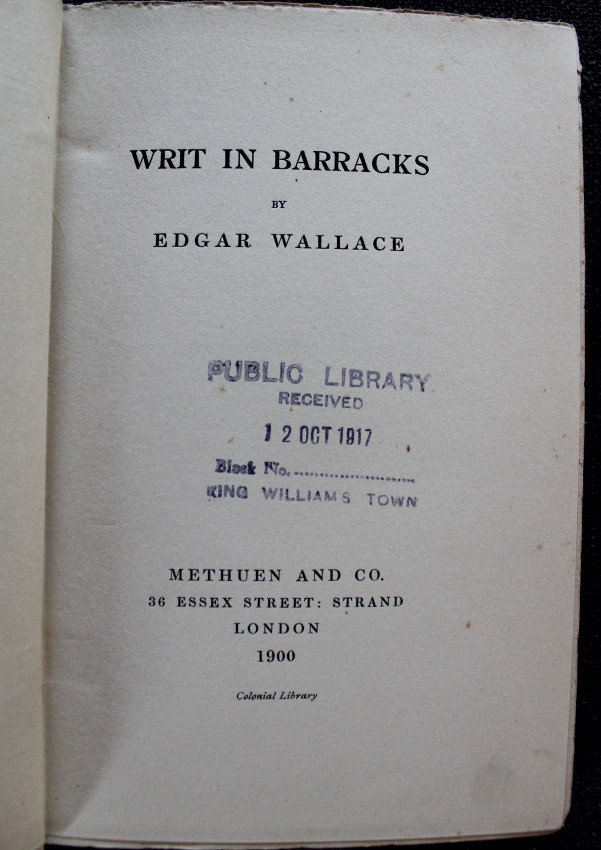 WRIT IN BARRACKS
BY
EDGAR WALLACE
PUBLIC LIBRARY
RECEIVED
12 OCT 1917
Block No.........................
KING WILLIAMS TOWN
METHUEN AND CO.
36 ESSEX STREET: STRAND
LONDON
1900
Colonial Library